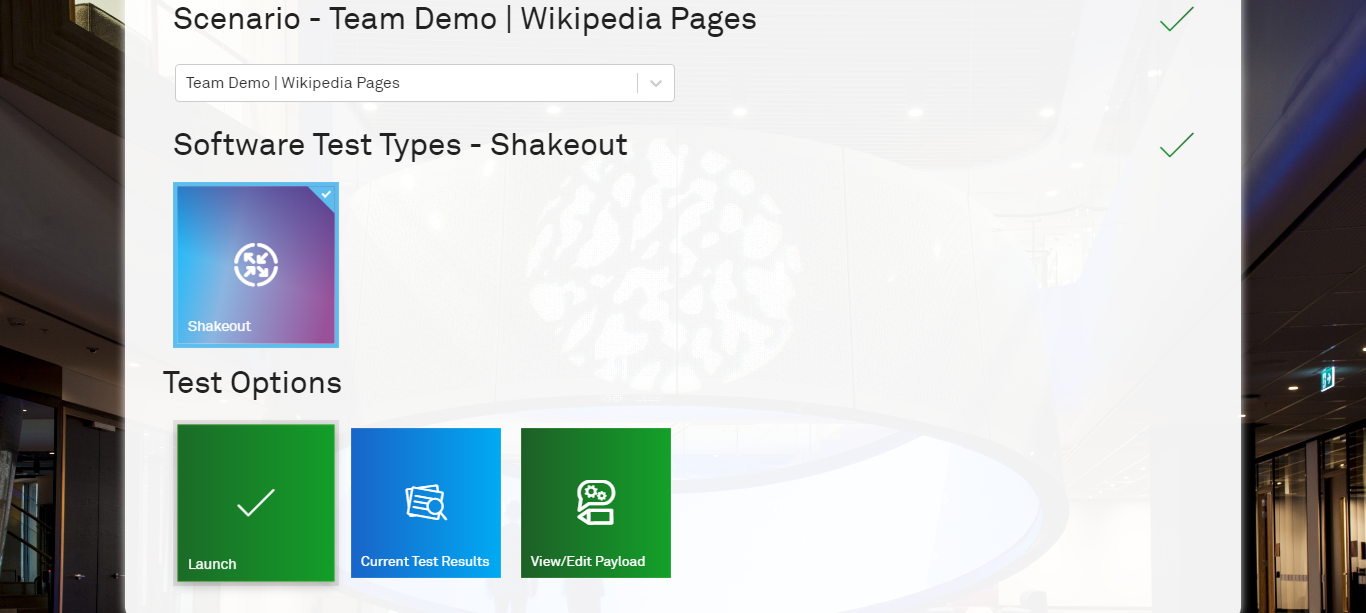 Scenario - Team Demo | Wikipedia Pages
Team Demo | Wikipedia Pages
Software Test Types - Shakeout
Shakeout
Test Options
Launch
Current Test Results
View/Edit Payload